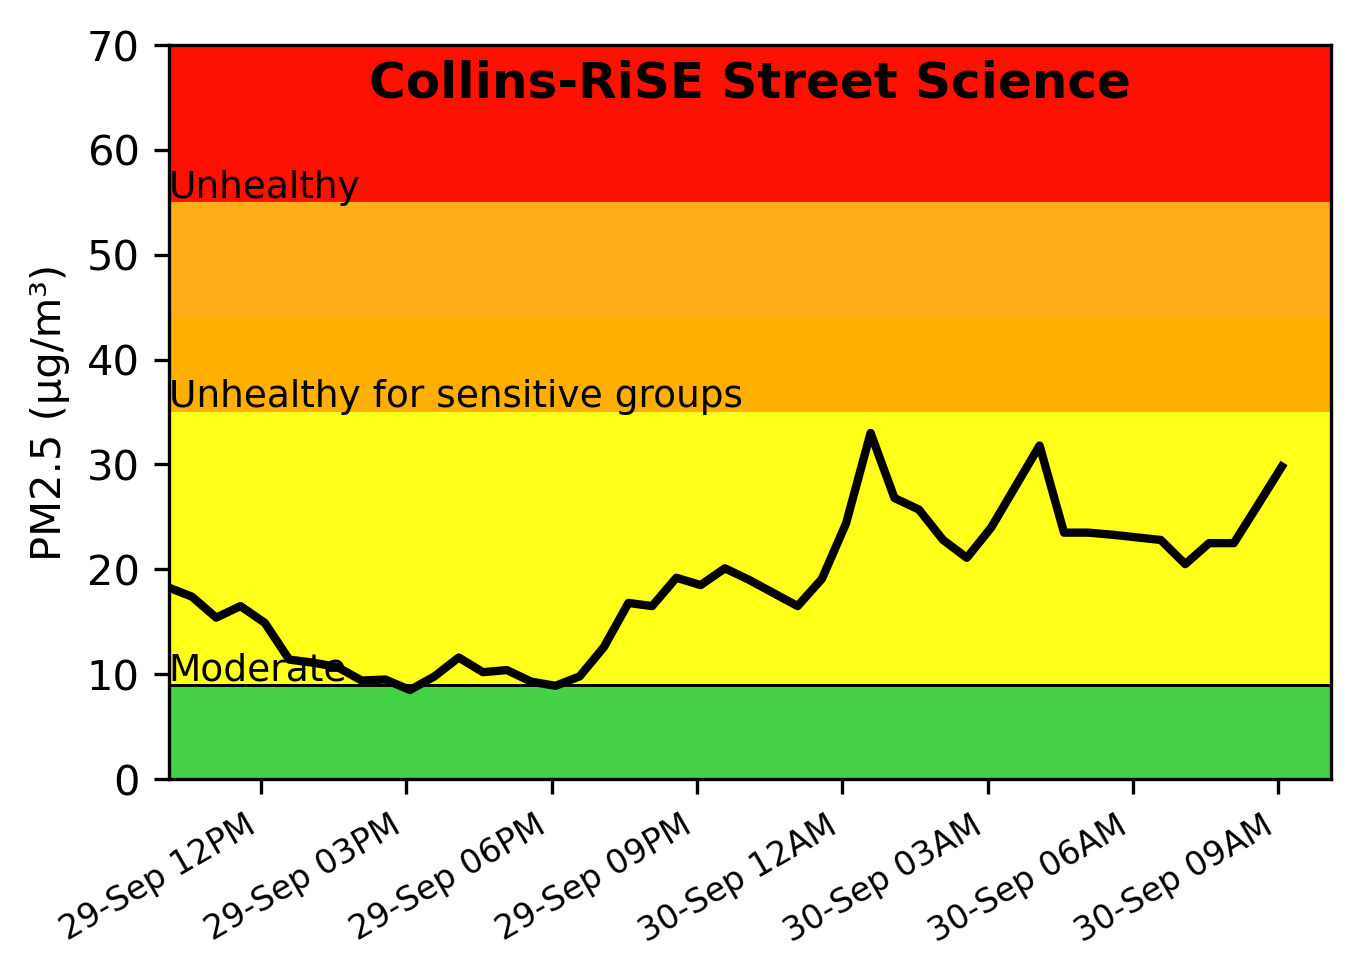 Collins-RiSE Street Science
70
60
50
40
30
20
10
0
PM2.5 (µg/m³)
Unhealthy
Unhealthy for sensitive groups
Moderate
29-Sep 12PM
29-Sep 03PM
29-Sep 06PM
29-Sep 09PM
30-Sep 12AM
30-Sep 03AM
30-Sep 06AM
30-Sep 09AM